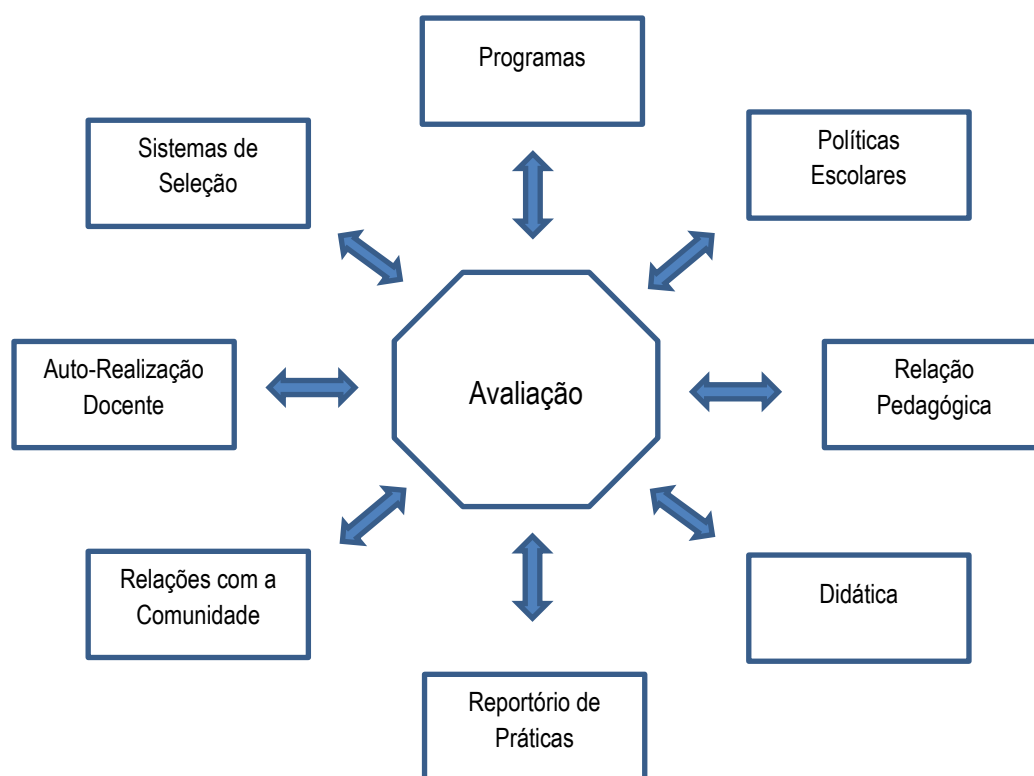 Programas
Sistemas de
Seleção
Políticas
Escolares
Auto-Realização
Docente
Avaliação
Relação
Pedagógica
Relações com a
Comunidade
Didática
Reportório de
Práticas